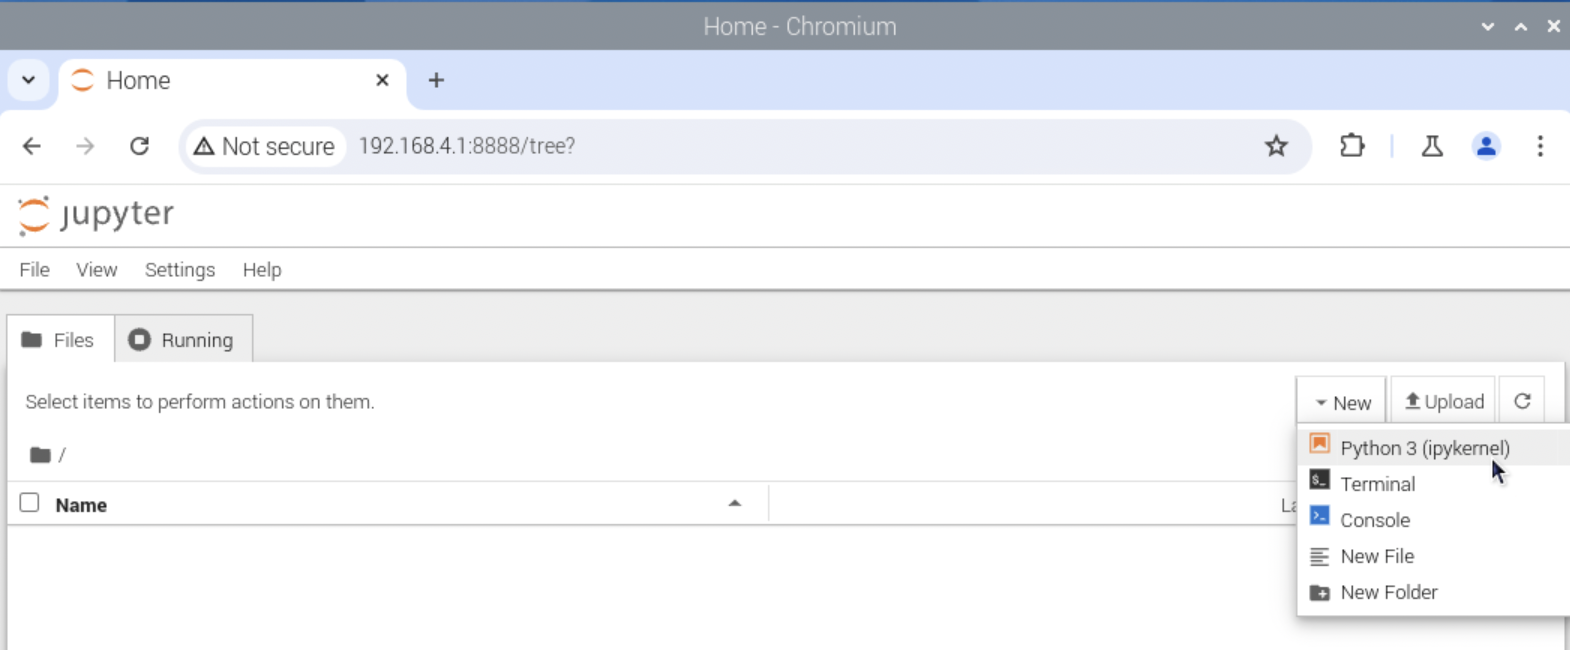 Home - Chromium
Home
Not secure 192.168.4.1:8888/tree?
jupyter
File View Settings Help
Files Running
Select items to perform actions on them.
New Upload
/
Python 3 (ipykernel)
Terminal
Console
New File
New Folder
Name